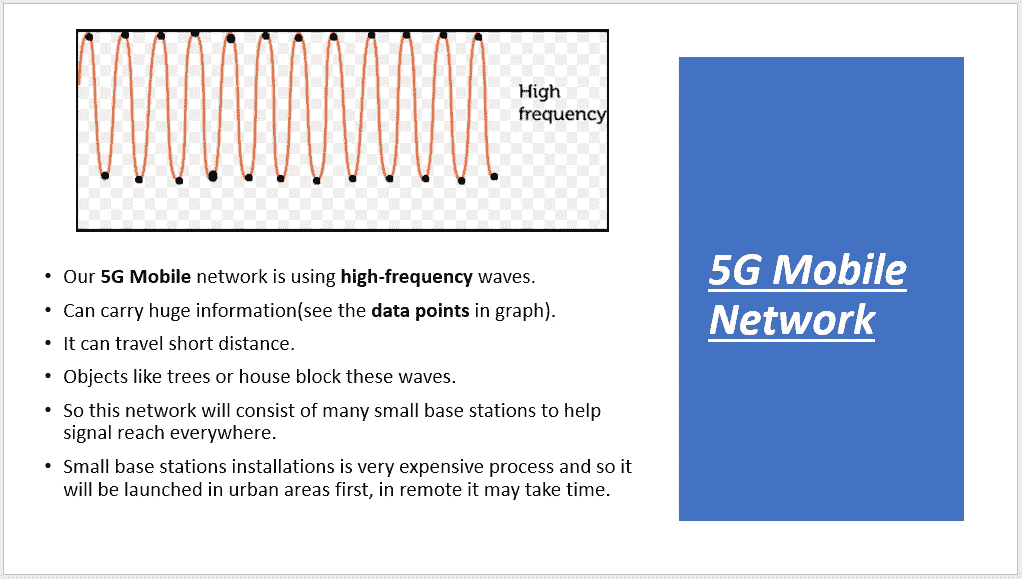 High
frequency
• Our 5G Mobile network is using high-frequency waves.
• Can carry huge information(see the data points in graph).
• It can travel short distance.
• Objects like trees or house block these waves.
• So this network will consist of many small base stations to help
signal reach everywhere.
• Small base stations installations is very expensive process and so it
will be launched in urban areas first, in remote it may take time.
5G Mobile
Network